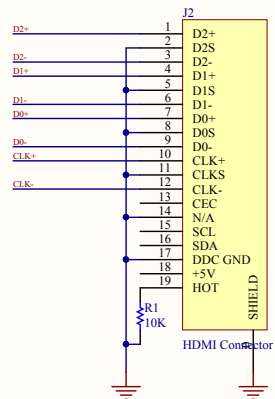 J2
D2+ 1 D2+
2 D2S
D2- 3 D2-
D1+ 4 D1+
5 D1S
D1- 6 D1-
D0+ 7 D0+
8 D0S
D0- 9 D0-
CLK+ 10 CLK+
11 CLKS
CLK- 12 CLK-
13 CEC
14 N/A
15 SCL
16 SDA
17 DDC GND
18 +5V
19 HOT
R1
10K
SHIELD
HDMI Connector